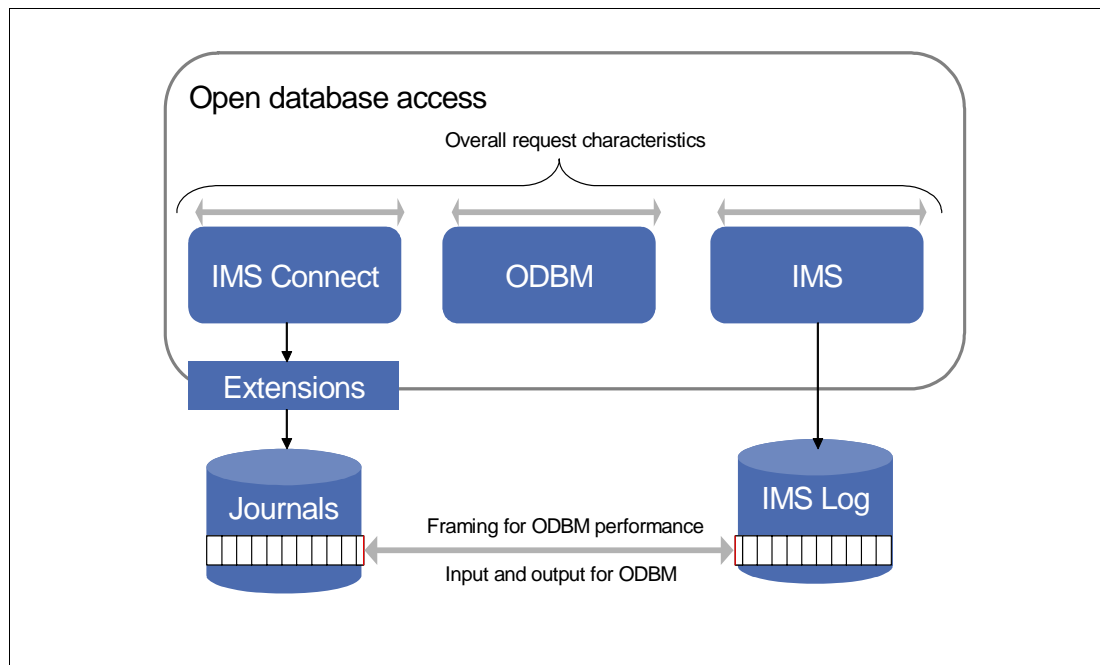 Open database access
Overall request characteristics
IMS Connect
ODBM
IMS
Extensions
Journals
IMS Log
Framing for ODBM performance
Input and output for ODBM